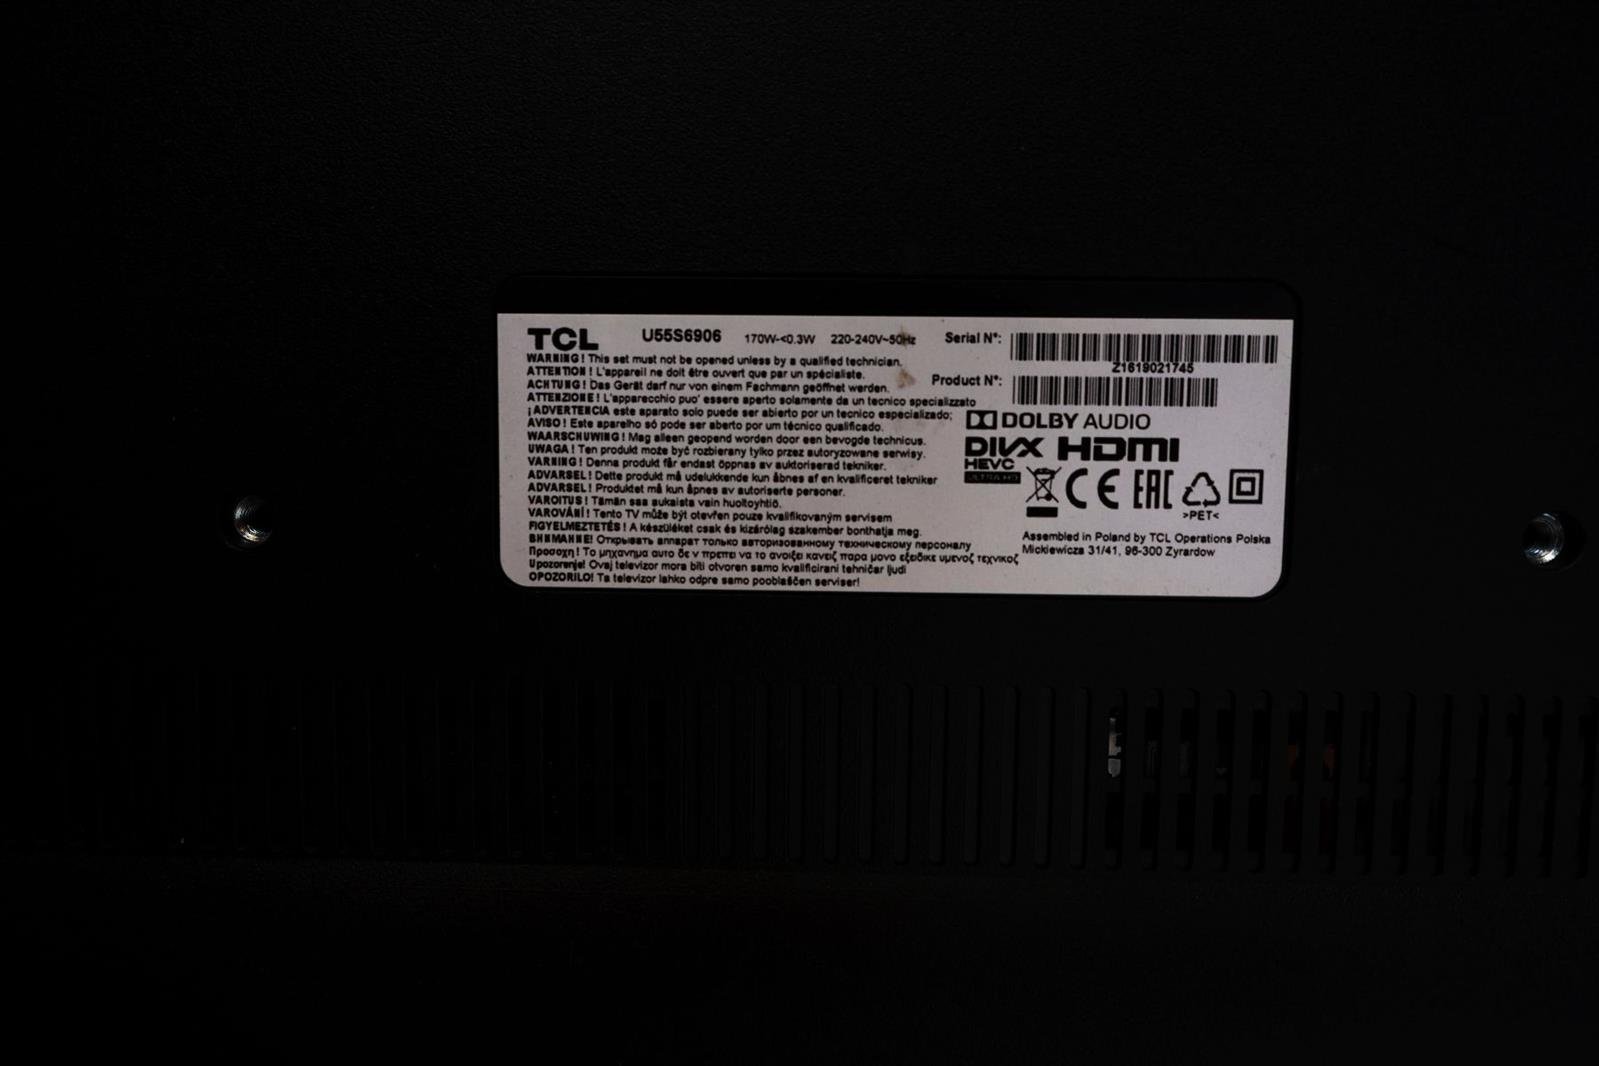 TCL U55S6906 170W-<0.3W 220-240V~50Hz
Serial N°:
Z1619021745
Product N°:
WARNING! This set must not be opened unless by a qualified technician.
ATTENTION! L'appareil ne doit être ouvert que par un spécialiste.
ACHTUNG! Das Gerät darf nur von einem Fachmann geöffnet werden.
ATTENZIONE! L'apparecchio puo' essere aperto solamente da un tecnico specializzato
¡ADVERTENCIA este aparato solo puede ser abierto por un tecnico especializado;
AVISO! Este aparelho só pode ser aberto por um técnico qualificado.
WAARSCHUWING! Mag alleen geopend worden door een bevogde technicus.
UWAGA! Ten produkt może być rozbierany tylko przez autoryzowane serwisy.
VARNING! Denna produkt får endast öppnas av auktoriserad tekniker.
ADVARSEL! Dette produkt må udelukkende kun åbnes af en kvalificeret tekniker
ADVARSEL! Produktet må kun åpnes av autoriserte personer.
VAROITUS! Tämän saa aukaista vain huoltoyhtiö.
VAROVÁNÍ! Tento TV může být otevřen pouze kvalifikovaným servisem
FIGYELMEZTETÉS! A készüléket csak és kizárólag szakember bonthatja meg.
ВНИМАНИЕ! Открывать аппарат только авторизованному техническому персоналу
Προσοχη! Το μηχανημα αυτο δε ν πρεπει να το ανοιξει κανείς παρα μονο εξειδικε υμενος τεχνικος
Upozorenje! Ovaj televizor mora biti otvoren samo kvalificirani tehničar ljudi
OPOZORILO! Ta televizor lahko odpre samo pooblaščen serviser!
DOLBY AUDIO
DIVX HDMI
HEVC
ULTRA HD
CE EAC
>PET<
Assembled in Poland by TCL Operations Polska
Mickiewicza 31/41, 96-300 Zyrardow